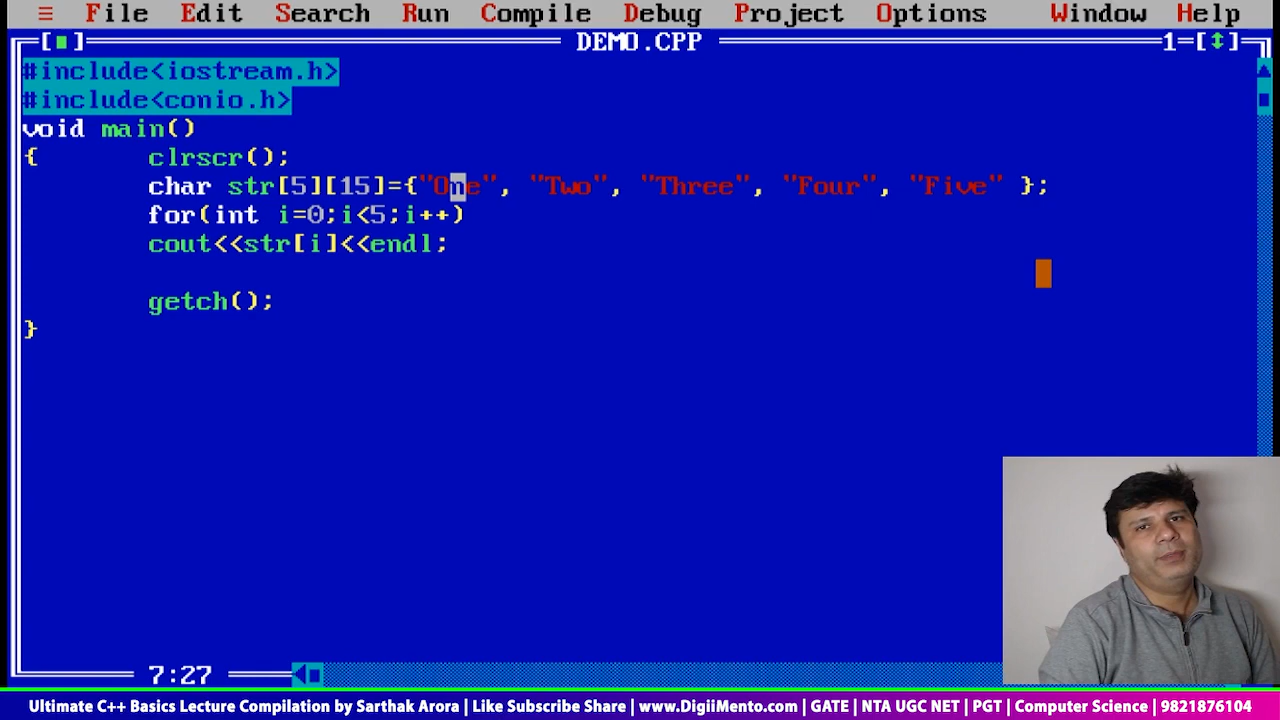 ≡ File Edit Search Run Compile Debug Project Options Window Help
[■] DEMO.CPP 1=[↕]
#include<iostream.h>
#include<conio.h>
void main()
{ clrscr();
char str[5][15]={"One", "Two", "Three", "Four", "Five" };
for(int i=0;i<5;i++)
cout<<str[i]<<endl;
getch();
}
7:27
Ultimate C++ Basics Lecture Compilation by Sarthak Arora | Like Subscribe Share | www.DigiiMento.com | GATE | NTA UGC NET | PGT | Computer Science | 9821876104